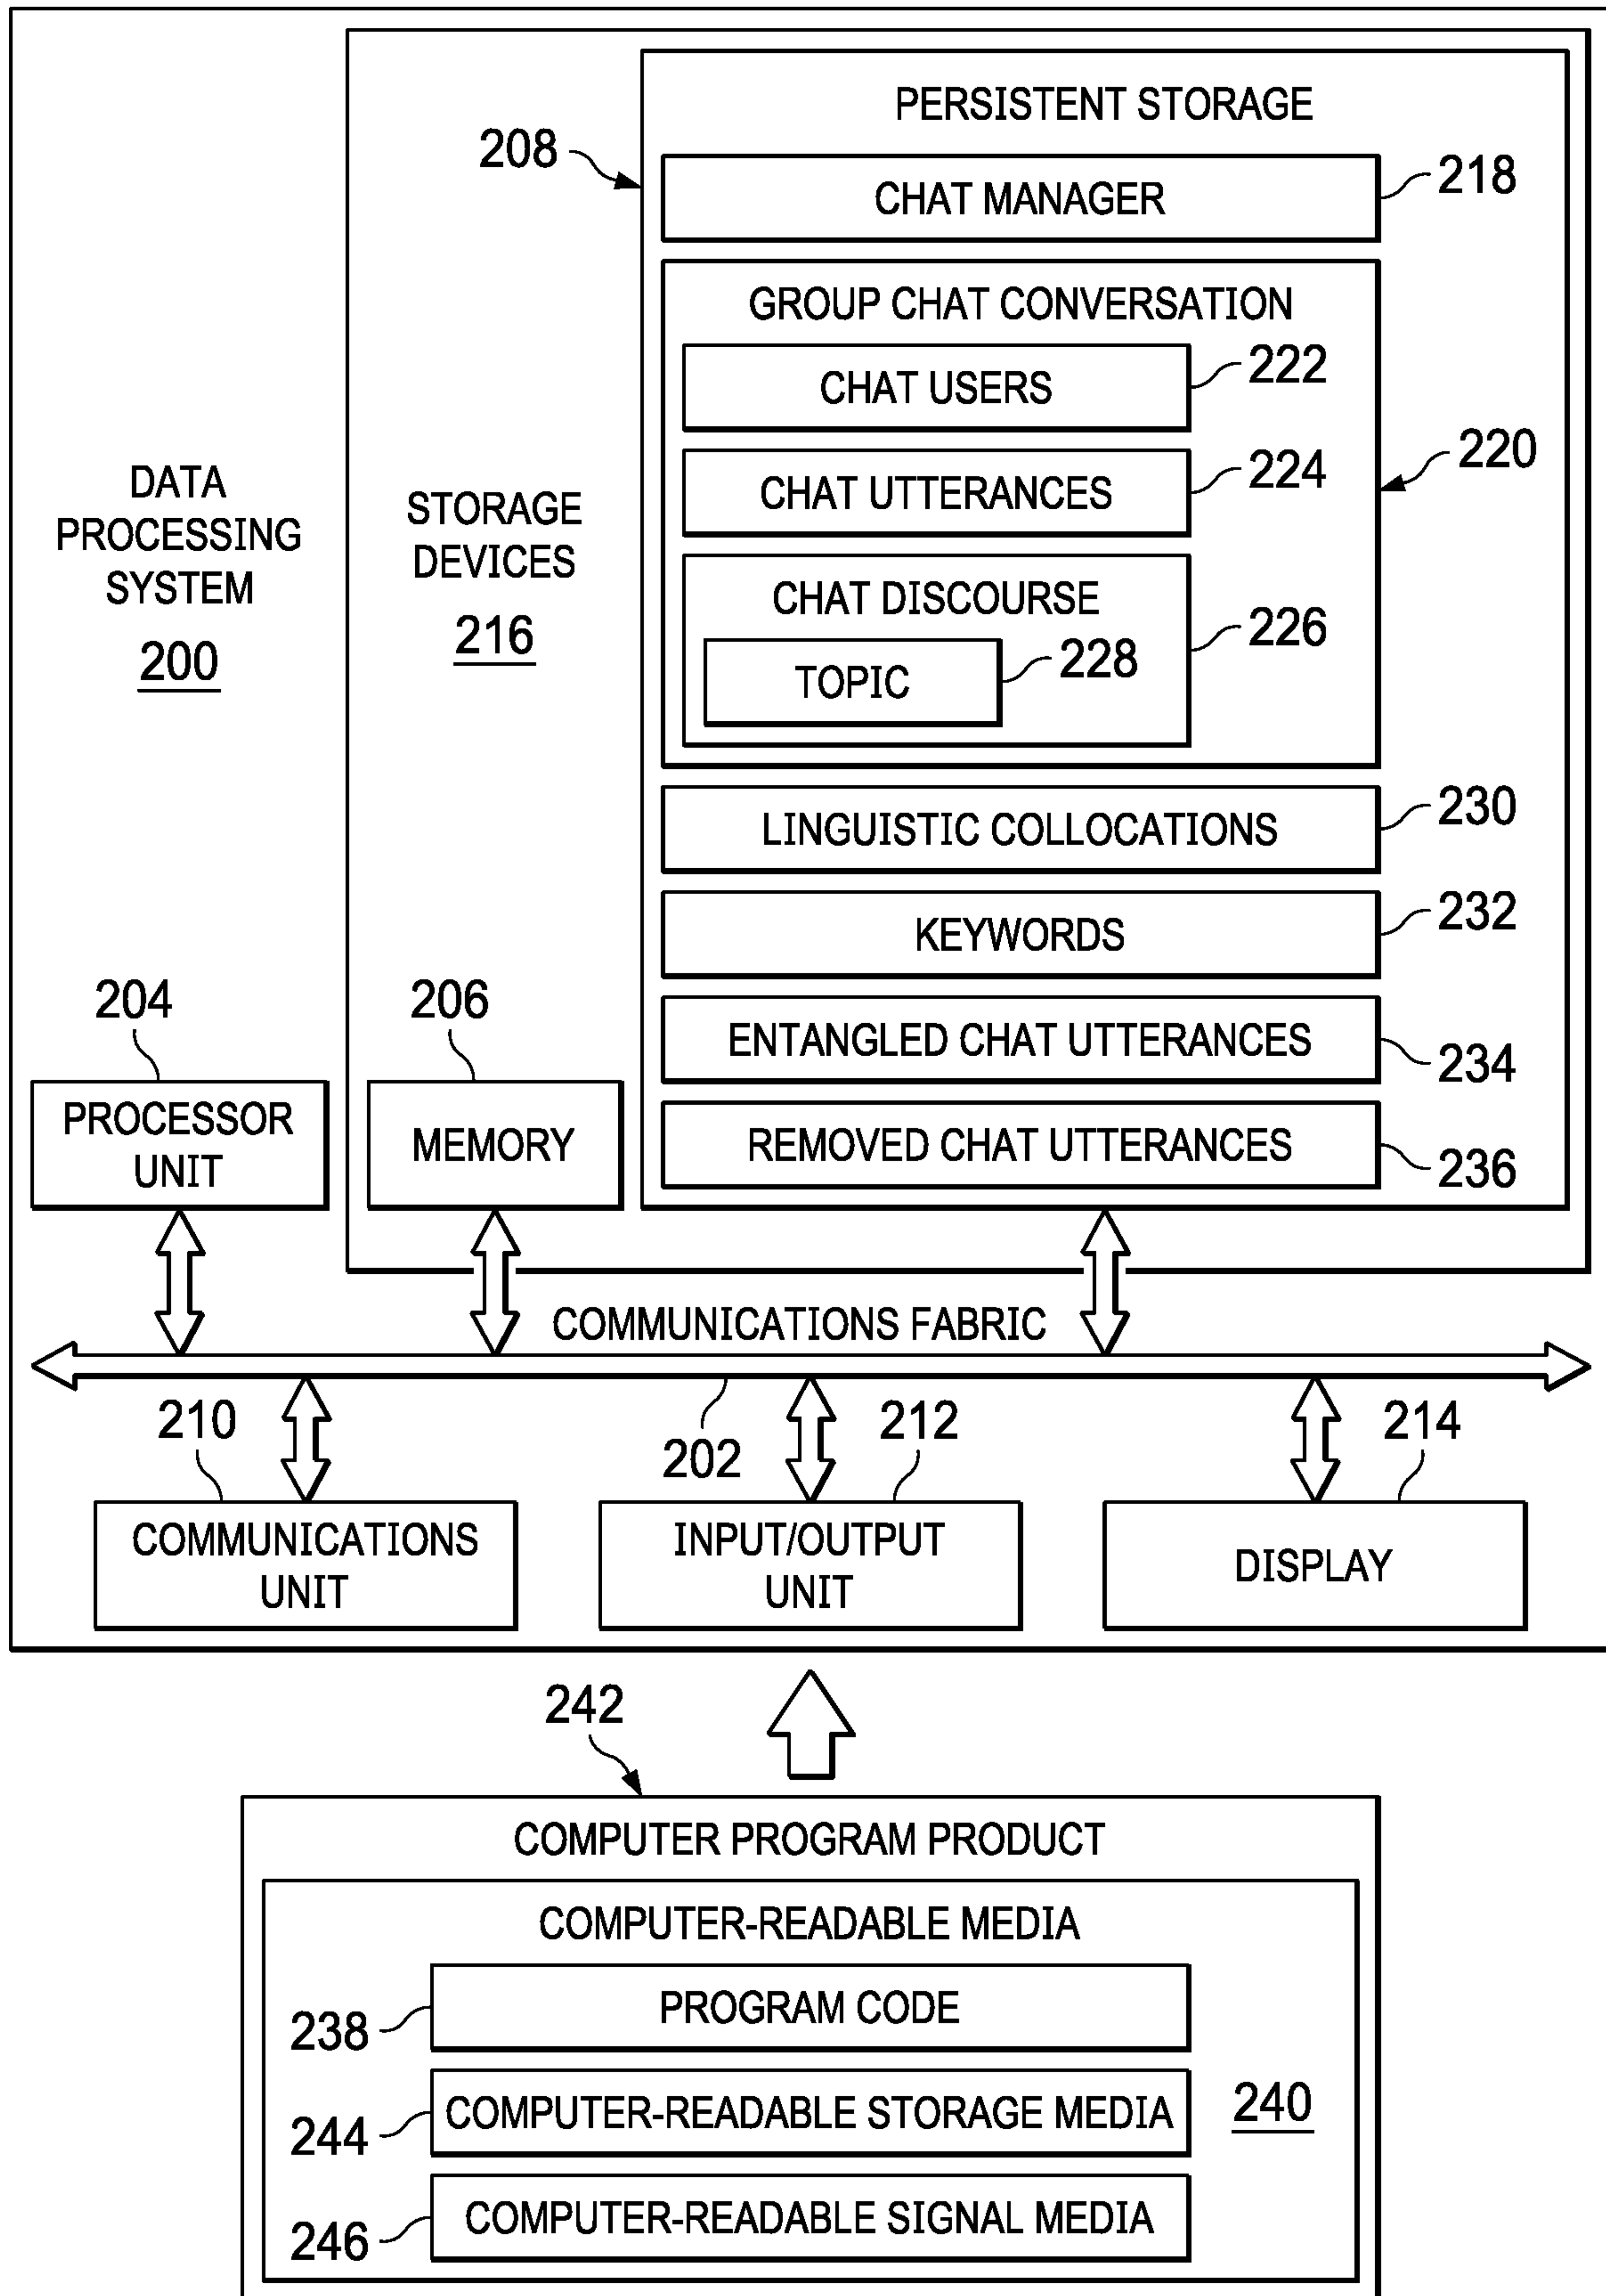 PERSISTENT STORAGE
208
CHAT MANAGER
218
GROUP CHAT CONVERSATION
CHAT USERS
222
CHAT UTTERANCES
224
220
CHAT DISCOURSE
226
TOPIC
228
DATA
PROCESSING
SYSTEM
200
STORAGE
DEVICES
216
LINGUISTIC COLLOCATIONS
230
KEYWORDS
232
ENTANGLED CHAT UTTERANCES
234
REMOVED CHAT UTTERANCES
236
204
PROCESSOR
UNIT
206
MEMORY
COMMUNICATIONS FABRIC
202
210
COMMUNICATIONS
UNIT
212
INPUT/OUTPUT
UNIT
214
DISPLAY
242
COMPUTER PROGRAM PRODUCT
COMPUTER-READABLE MEDIA
PROGRAM CODE
238
COMPUTER-READABLE STORAGE MEDIA
244
240
COMPUTER-READABLE SIGNAL MEDIA
246